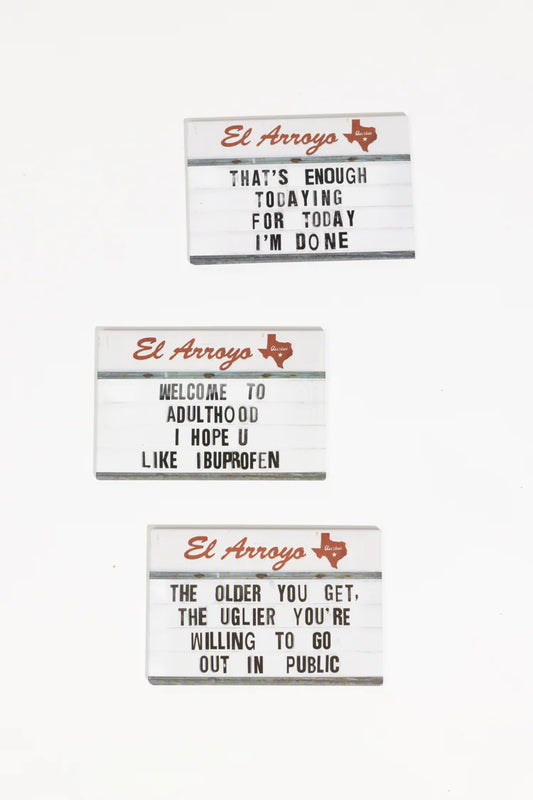 El Arroyo
THAT'S ENOUGH
TODAYING
FOR TODAY
I'M DONE
El Arroyo
WELCOME TO
ADULTHOOD
I HOPE U
LIKE IBUPROFEN
El Arroyo
THE OLDER YOU GET,
THE UGLIER YOU'RE
WILLING TO GO
OUT IN PUBLIC